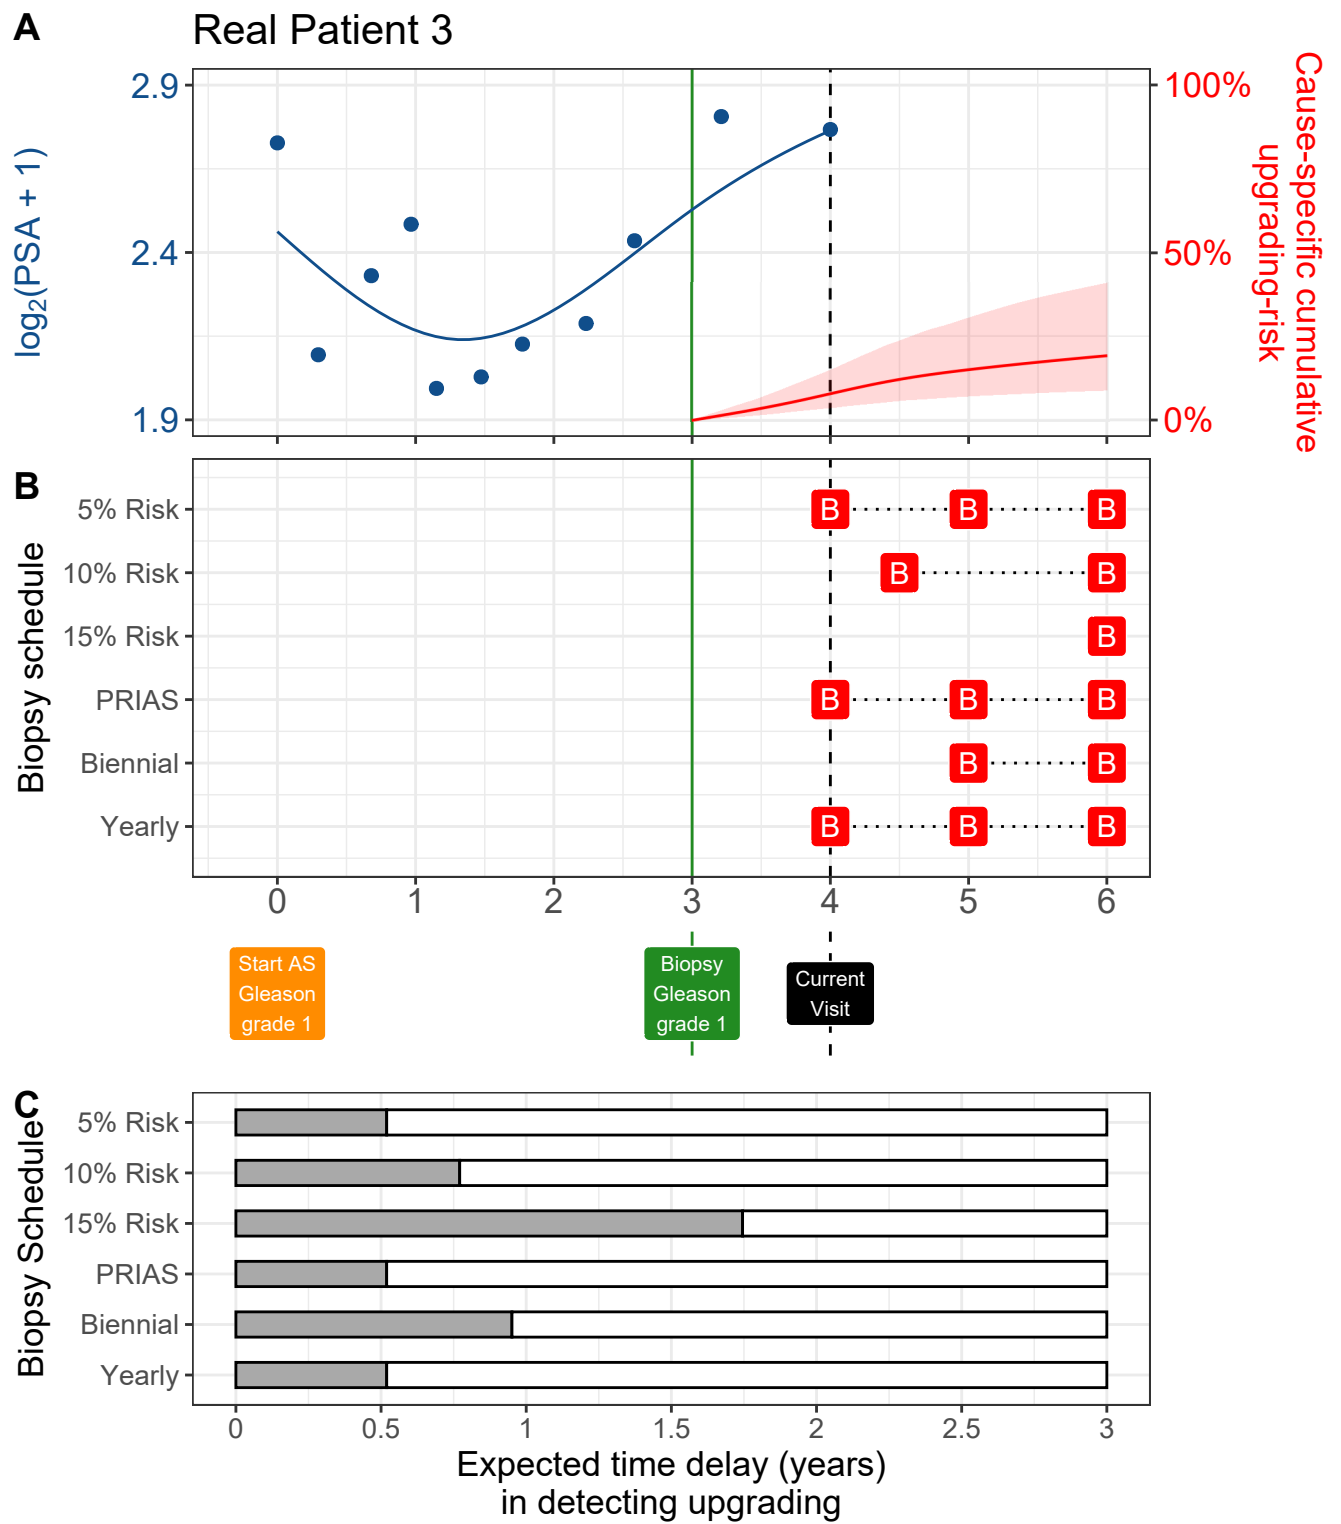 A
Real Patient 3
2.9
2.4
1.9
log₂(PSA + 1)
100%
50%
0%
Cause-specific cumulative
upgrading-risk
B
Biopsy schedule
5% Risk
B B B
10% Risk
B B
15% Risk
B
PRIAS
B B B
Biennial
B B
Yearly
B B B
0 1 2 3 4 5 6
Start AS
Gleason
grade 1
Biopsy
Gleason
grade 1
Current
Visit
C
Biopsy Schedule
5% Risk
10% Risk
15% Risk
PRIAS
Biennial
Yearly
0 0.5 1 1.5 2 2.5 3
Expected time delay (years)
in detecting upgrading